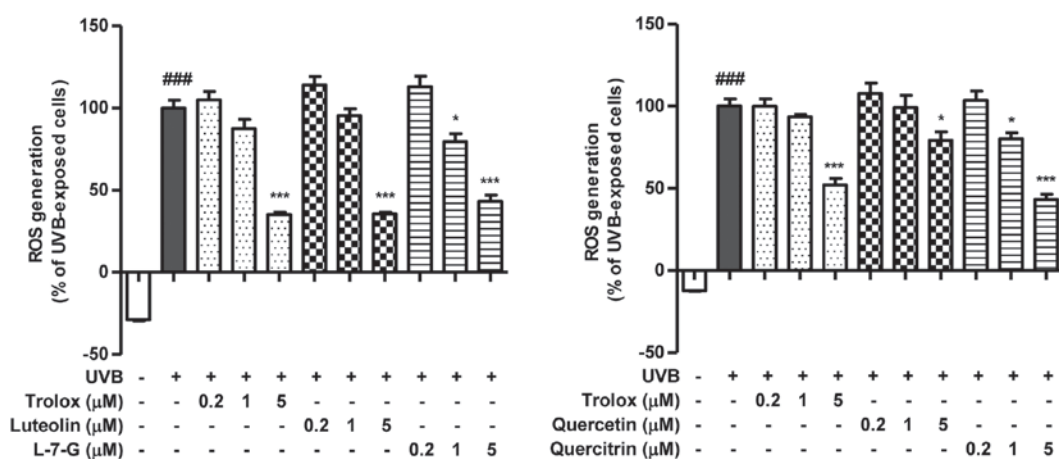 ROS generation
(% of UVB-exposed cells)
150
100
50
0
-50
###
***
***
*
***
UVB - + + + + + + + + + +
Trolox (μM) - - 0.2 1 5 - - - - - -
Luteolin (μM) - - - - - 0.2 1 5 - - -
L-7-G (μM) - - - - - - - - 0.2 1 5
ROS generation
(% of UVB-exposed cells)
150
100
50
0
-50
###
***
*
*
***
UVB - + + + + + + + + + +
Trolox (μM) - - 0.2 1 5 - - - - - -
Quercetin (μM) - - - - - 0.2 1 5 - - -
Quercitrin (μM) - - - - - - - - 0.2 1 5